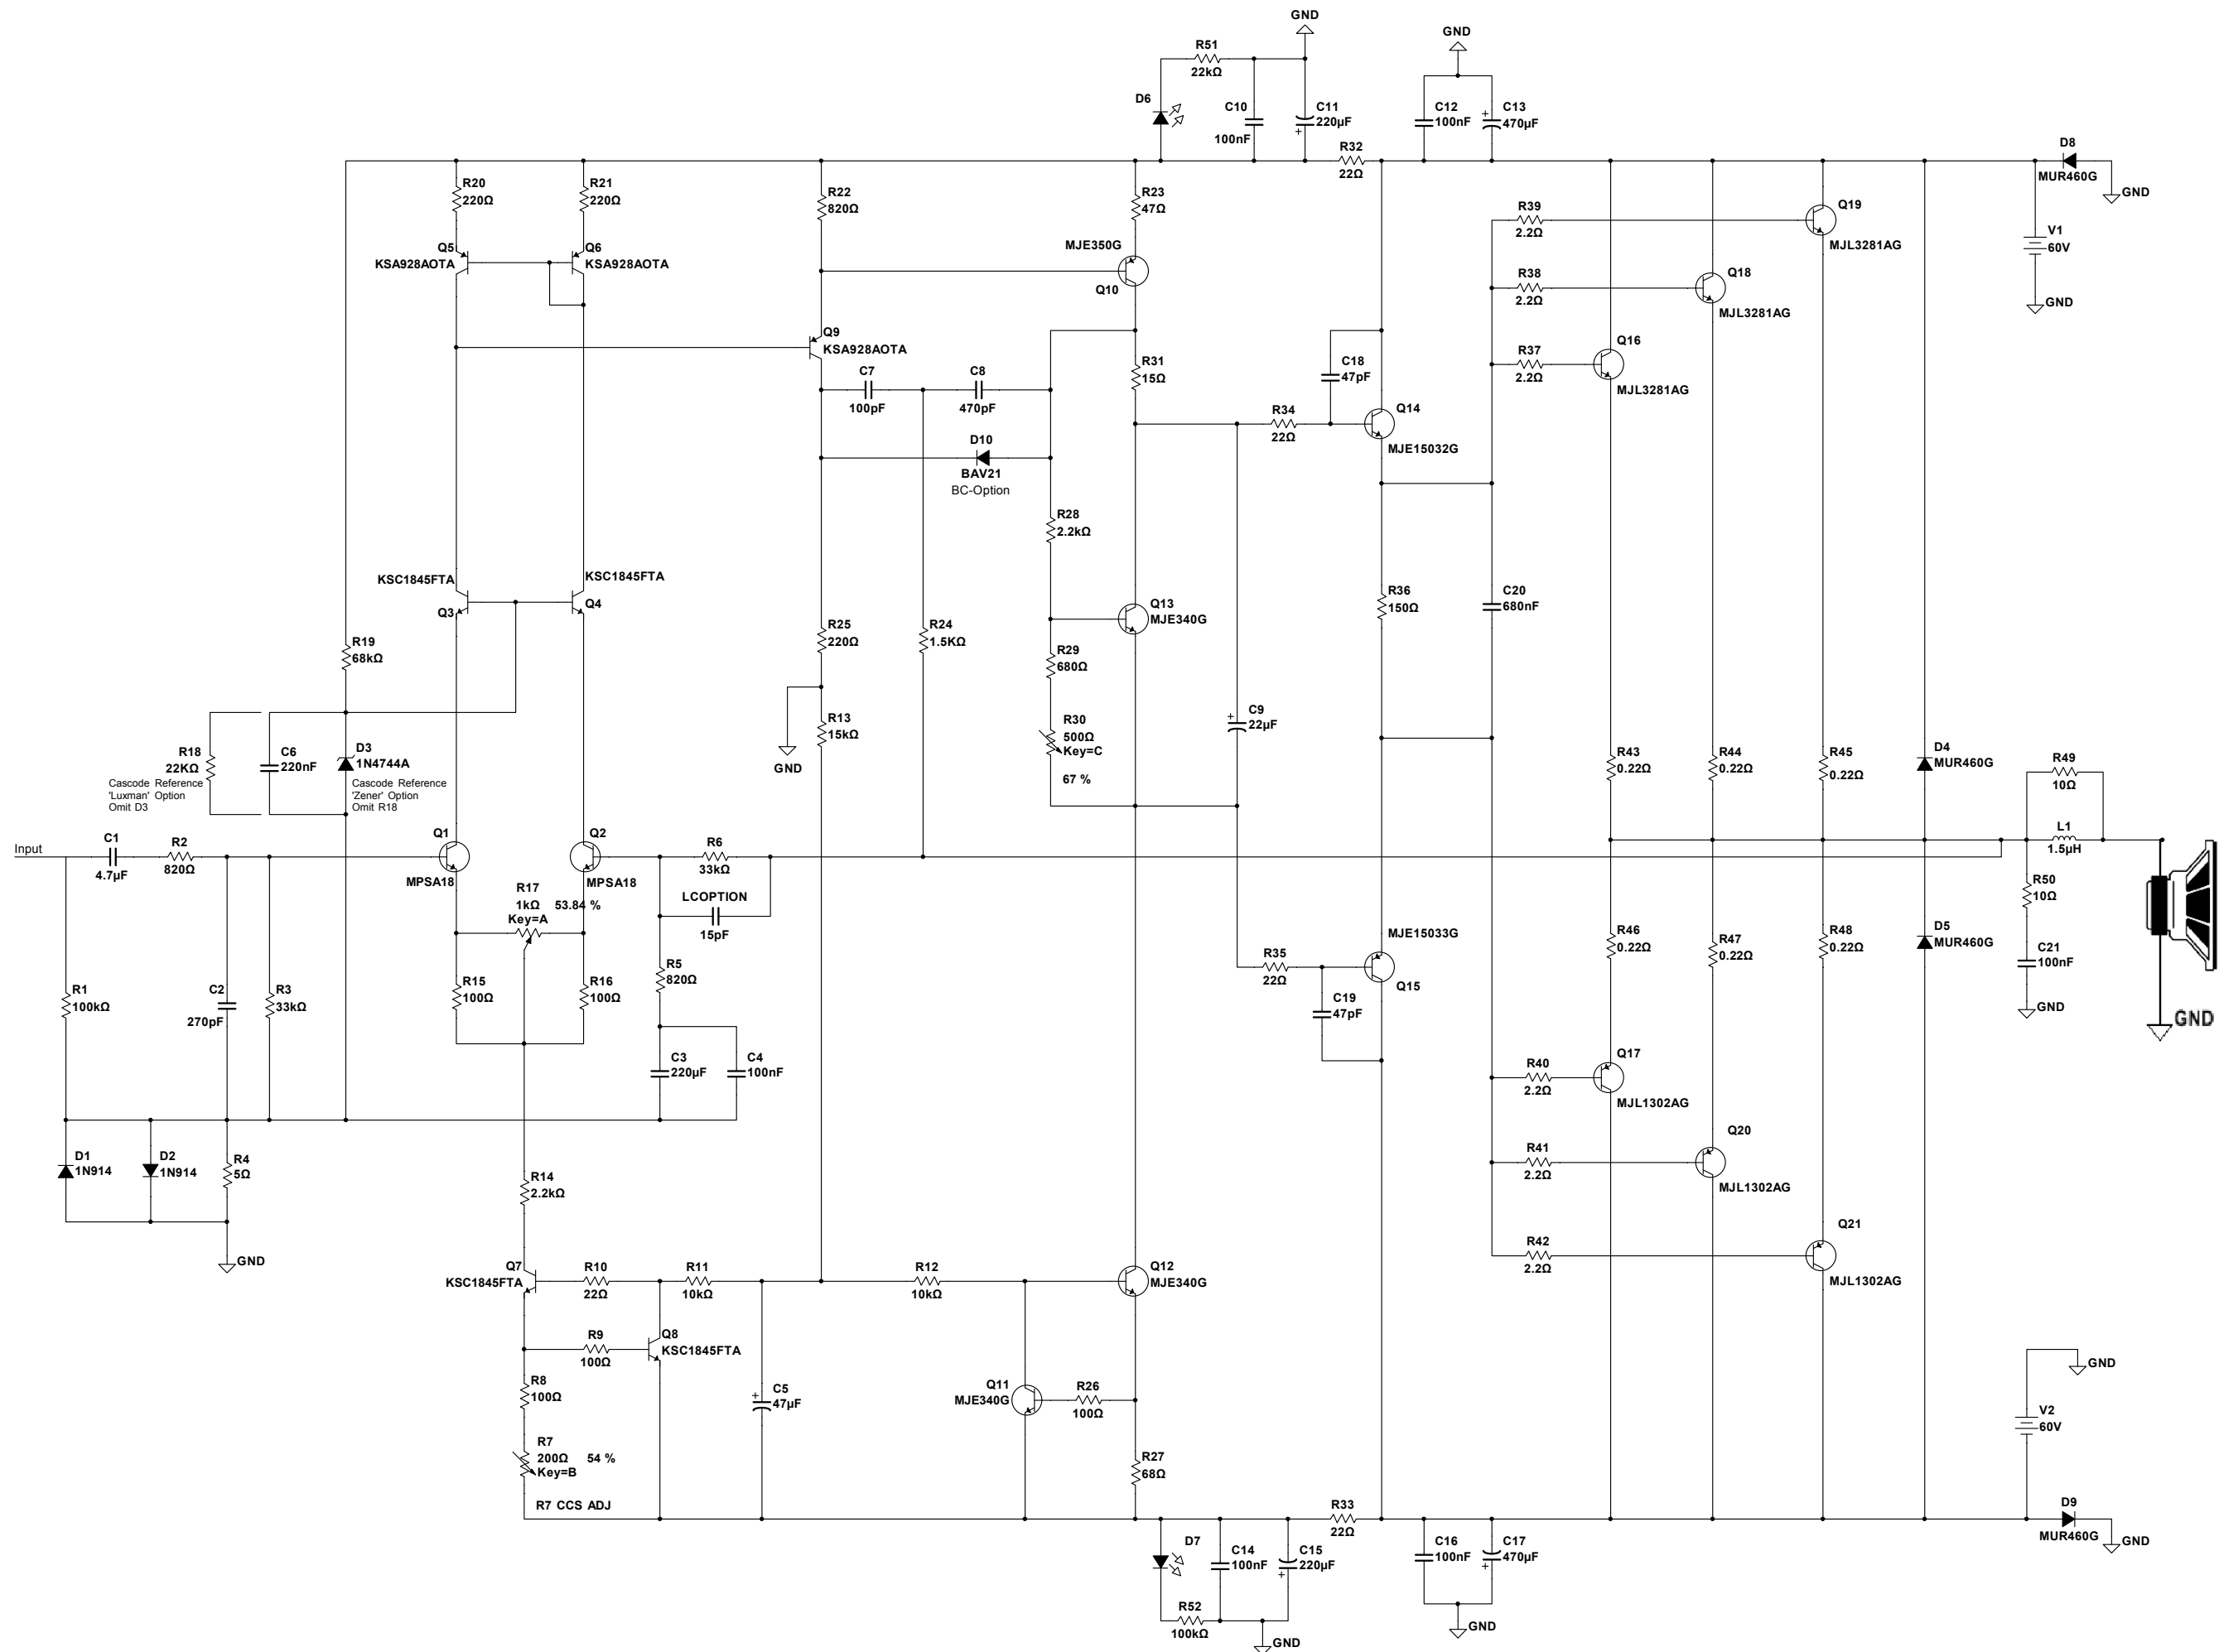 GND
GND
R51
22kΩ
D6
C10
100nF
C11
220µF
C12
100nF
C13
470µF
R32
22Ω
D8
MUR460G
GND
R20
220Ω
R21
220Ω
R22
820Ω
R23
47Ω
R39
2.2Ω
Q19
MJL3281AG
V1
60V
GND
Q5
KSA928AOTA
Q6
KSA928AOTA
MJE350G
Q10
R38
2.2Ω
Q18
MJL3281AG
Q9
KSA928AOTA
R37
2.2Ω
Q16
MJL3281AG
C7
100pF
C8
470pF
R31
15Ω
C18
47pF
R34
22Ω
Q14
MJE15032G
D10
BAV21
BC-Option
R28
2.2kΩ
KSC1845FTA
Q3
KSC1845FTA
Q4
R19
68kΩ
R25
220Ω
R24
1.5KΩ
Q13
MJE340G
R29
680Ω
R36
150Ω
C20
680nF
R18
22KΩ
Cascode Reference
'Luxman' Option
Omit D3
C6
220nF
D3
1N4744A
Cascode Reference
'Zener' Option
Omit R18
R13
15kΩ
GND
R30
500Ω
Key=C
67 %
C9
22µF
R43
0.22Ω
R44
0.22Ω
R45
0.22Ω
D4
MUR460G
R49
10Ω
L1
1.5µH
Input
C1
4.7µF
R2
820Ω
Q1
MPSA18
Q2
MPSA18
R6
33kΩ
R17
1kΩ 53.84 %
Key=A
LCOPTION
15pF
R50
10Ω
C21
100nF
GND
GND
R1
100kΩ
C2
270pF
R3
33kΩ
R15
100Ω
R16
100Ω
R5
820Ω
C3
220µF
C4
100nF
MJE15033G
Q15
R35
22Ω
C19
47pF
R46
0.22Ω
R47
0.22Ω
R48
0.22Ω
D5
MUR460G
R40
2.2Ω
Q17
MJL1302AG
D1
1N914
D2
1N914
R4
5Ω
GND
R14
2.2kΩ
R41
2.2Ω
Q20
MJL1302AG
R42
2.2Ω
Q21
MJL1302AG
Q7
KSC1845FTA
R10
22Ω
R11
10kΩ
R12
10kΩ
Q12
MJE340G
R9
100Ω
Q8
KSC1845FTA
R8
100Ω
C5
47µF
Q11
MJE340G
R26
100Ω
R7
200Ω 54 %
Key=B
R7 CCS ADJ
R27
68Ω
GND
V2
60V
R33
22Ω
D9
MUR460G
GND
D7
C14
100nF
C15
220µF
C16
100nF
C17
470µF
R52
100kΩ
GND
GND